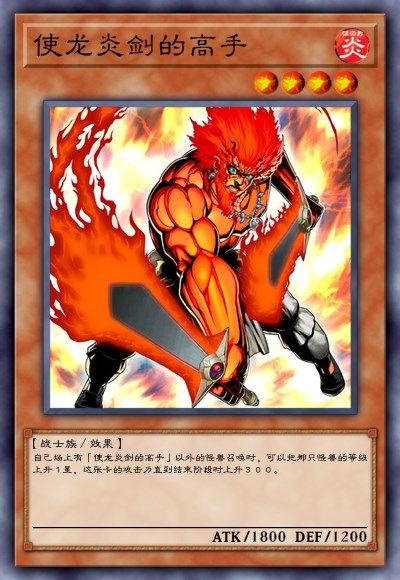 使龙炎剑的高手
ほのお
炎
【战士族／效果】
自己场上有「使龙炎剑的高手」以外的怪兽召唤时，可以把那只怪兽的等级
上升１星，这张卡的攻击力直到结束阶段时上升３００。
ATK/1800 DEF/1200